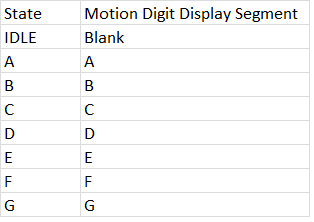 State Motion Digit Display Segment
IDLE Blank
A A
B B
C C
D D
E E
F F
G G